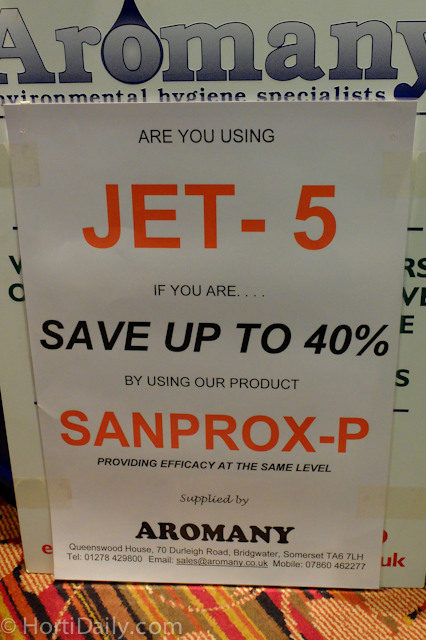 Aromany
environmental hygiene specialists
ARE YOU USING
JET- 5
IF YOU ARE. . . .
SAVE UP TO 40%
BY USING OUR PRODUCT
SANPROX-P
PROVIDING EFFICACY AT THE SAME LEVEL
Supplied by
AROMANY
Queenswood House, 70 Durleigh Road, Bridgwater, Somerset TA6 7LH
Tel: 01278 429800 Email: sales@aromany.co.uk Mobile: 07860 462277
© HortiDaily.com